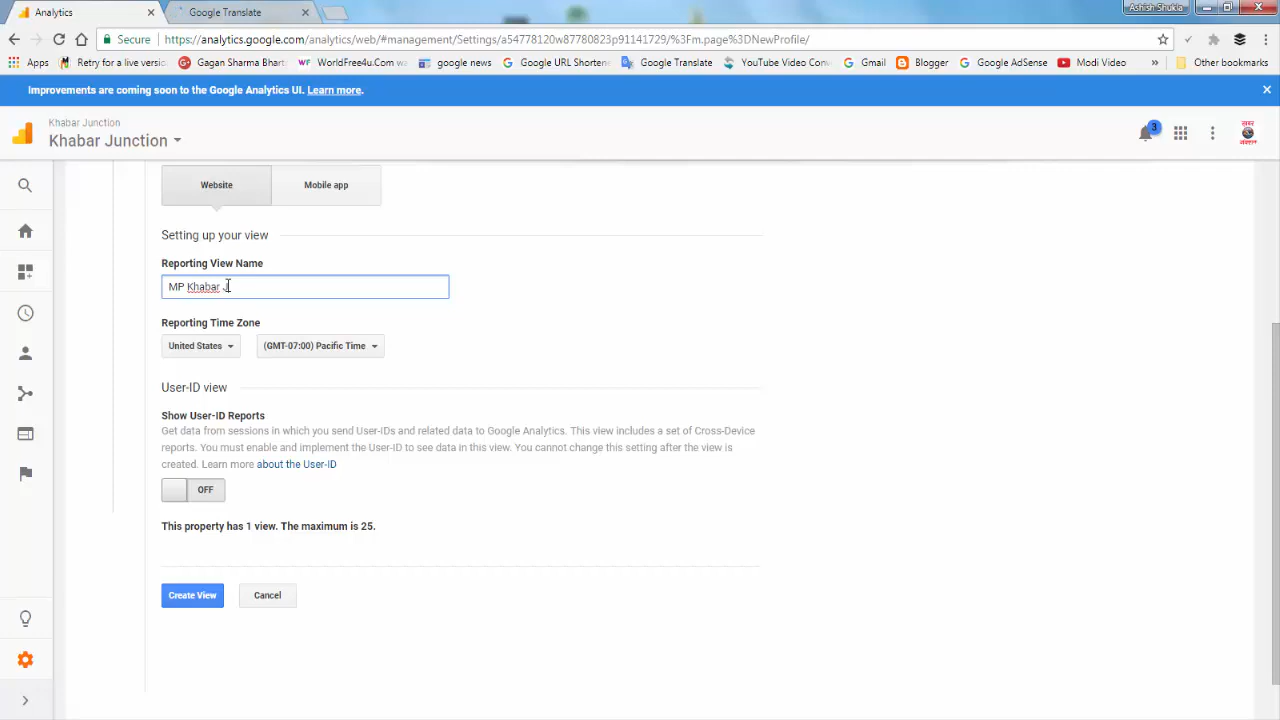 Analytics
Google Translate
Ashish Shukla
Secure
https://analytics.google.com/analytics/web/#management/Settings/a54778120w87780823p91141729/%3Fm.page%3DNewProfile/
Apps
Retry for a live versio
Gagan Sharma Bhart
WorldFree4u.Com wa
google news
Google URL Shortene
Google Translate
YouTube Video Conv
Gmail
Blogger
Google AdSense
Modi Video
»
Other bookmarks
Improvements are coming soon to the Google Analytics UI. Learn more.
Khabar Junction
Khabar Junction
3
Website
Mobile app
Setting up your view
Reporting View Name
MP Khabar J
Reporting Time Zone
United States
(GMT-07:00) Pacific Time
User-ID view
Show User-ID Reports
Get data from sessions in which you send User-IDs and related data to Google Analytics. This view includes a set of Cross-Device
reports. You must enable and implement the User-ID to see data in this view. You cannot change this setting after the view is
created. Learn more about the User-ID
OFF
This property has 1 view. The maximum is 25.
Create View
Cancel